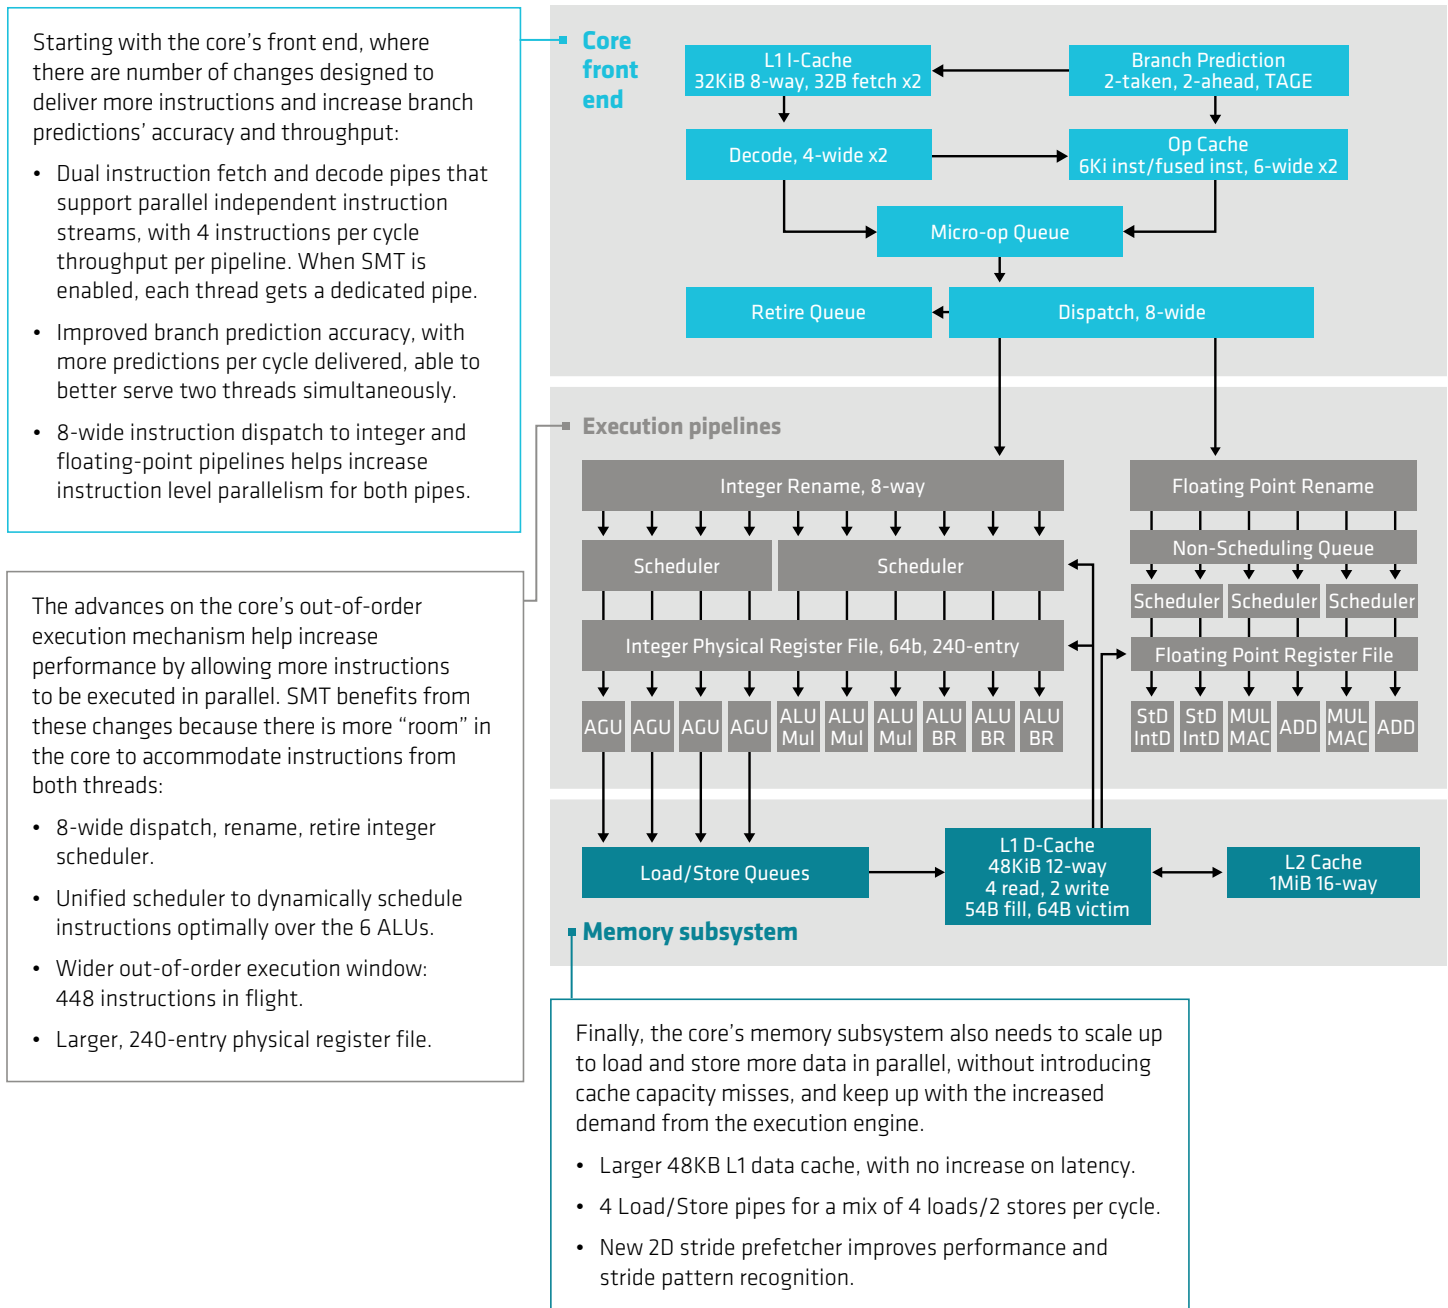 Starting with the core's front end, where
there are number of changes designed to
deliver more instructions and increase branch
predictions' accuracy and throughput:
• Dual instruction fetch and decode pipes that
support parallel independent instruction
streams, with 4 instructions per cycle
throughput per pipeline. When SMT is
enabled, each thread gets a dedicated pipe.
• Improved branch prediction accuracy, with
more predictions per cycle delivered, able to
better serve two threads simultaneously.
• 8-wide instruction dispatch to integer and
floating-point pipelines helps increase
instruction level parallelism for both pipes.
Core
front
end
L1 I-Cache
32KiB 8-way, 32B fetch x2
Branch Prediction
2-taken, 2-ahead, TAGE
Decode, 4-wide x2
Op Cache
6Ki inst/fused inst, 6-wide x2
Micro-op Queue
Retire Queue
Dispatch, 8-wide
The advances on the core's out-of-order
execution mechanism help increase
performance by allowing more instructions
to be executed in parallel. SMT benefits from
these changes because there is more “room” in
the core to accommodate instructions from
both threads:
• 8-wide dispatch, rename, retire integer
scheduler.
• Unified scheduler to dynamically schedule
instructions optimally over the 6 ALUs.
• Wider out-of-order execution window:
448 instructions in flight.
• Larger, 240-entry physical register file.
Execution pipelines
Integer Rename, 8-way
Floating Point Rename
Non-Scheduling Queue
Scheduler
Scheduler
Scheduler
Scheduler
Scheduler
Integer Physical Register File, 64b, 240-entry
Floating Point Register File
AGU
AGU
AGU
AGU
ALU
Mul
ALU
Mul
ALU
Mul
ALU
BR
ALU
BR
ALU
BR
StD
IntD
StD
IntD
MUL
MAC
ADD
MUL
MAC
ADD
Load/Store Queues
L1 D-Cache
48KiB 12-way
4 read, 2 write
54B fill, 64B victim
L2 Cache
1MiB 16-way
Memory subsystem
Finally, the core's memory subsystem also needs to scale up
to load and store more data in parallel, without introducing
cache capacity misses, and keep up with the increased
demand from the execution engine.
• Larger 48KB L1 data cache, with no increase on latency.
• 4 Load/Store pipes for a mix of 4 loads/2 stores per cycle.
• New 2D stride prefetcher improves performance and
stride pattern recognition.